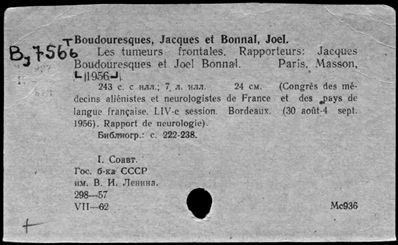 Boudouresques, Jacques et Bonnal, Joel.
В 7566 Les tumeurs frontales. Rapporteurs: Jacques
Boudouresques et Joel Bonnal. Paris, Masson,
[1956].
243 с. с илл.; 7 л. илл. 24 см. (Congrès des mé-
decins aliénistes et neurologistes de France et des pays de
langue française. LIV-e session. Bordeaux. (30 août-4 sept.
1956). Rapport de neurologie).
Библиогр.: с. 222-238.
I. Соавт.
Гос. б-ка СССР
им. В. И. Ленина.
298—57
VII—62 Мс936